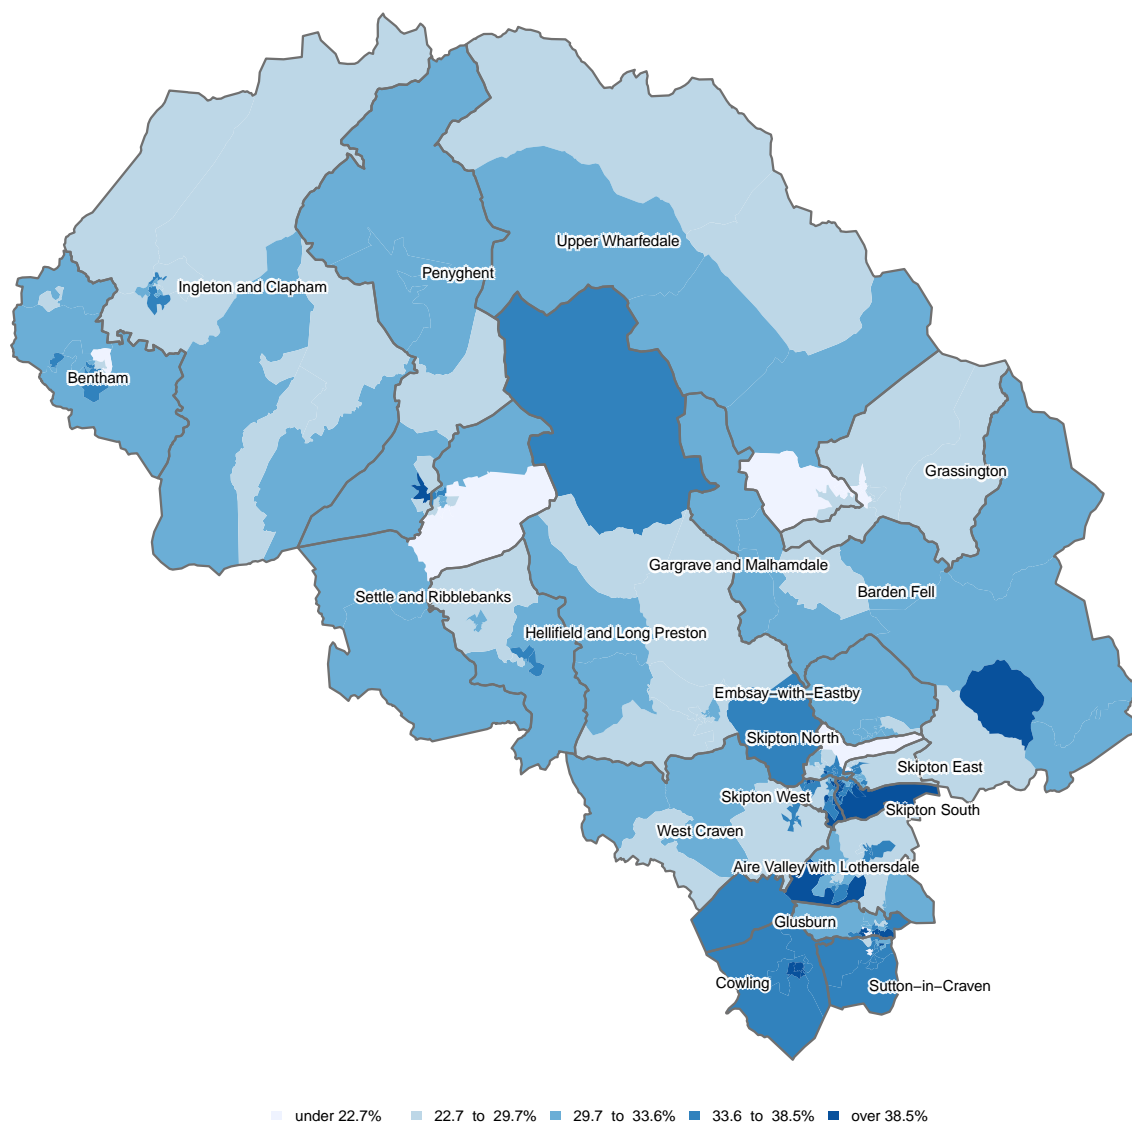 Upper Wharfedale
Penyghent
Ingleton and Clapham
Bentham
Grassington
Gargrave and Malhamdale
Barden Fell
Settle and Ribblebanks
Hellifield and Long Preston
Embsay−with−Eastby
Skipton North
Skipton East
Skipton West
Skipton South
West Craven
Aire Valley with Lothersdale
Glusburn
Cowling
Sutton−in−Craven
under 22.7% 22.7 to 29.7% 29.7 to 33.6% 33.6 to 38.5% over 38.5%